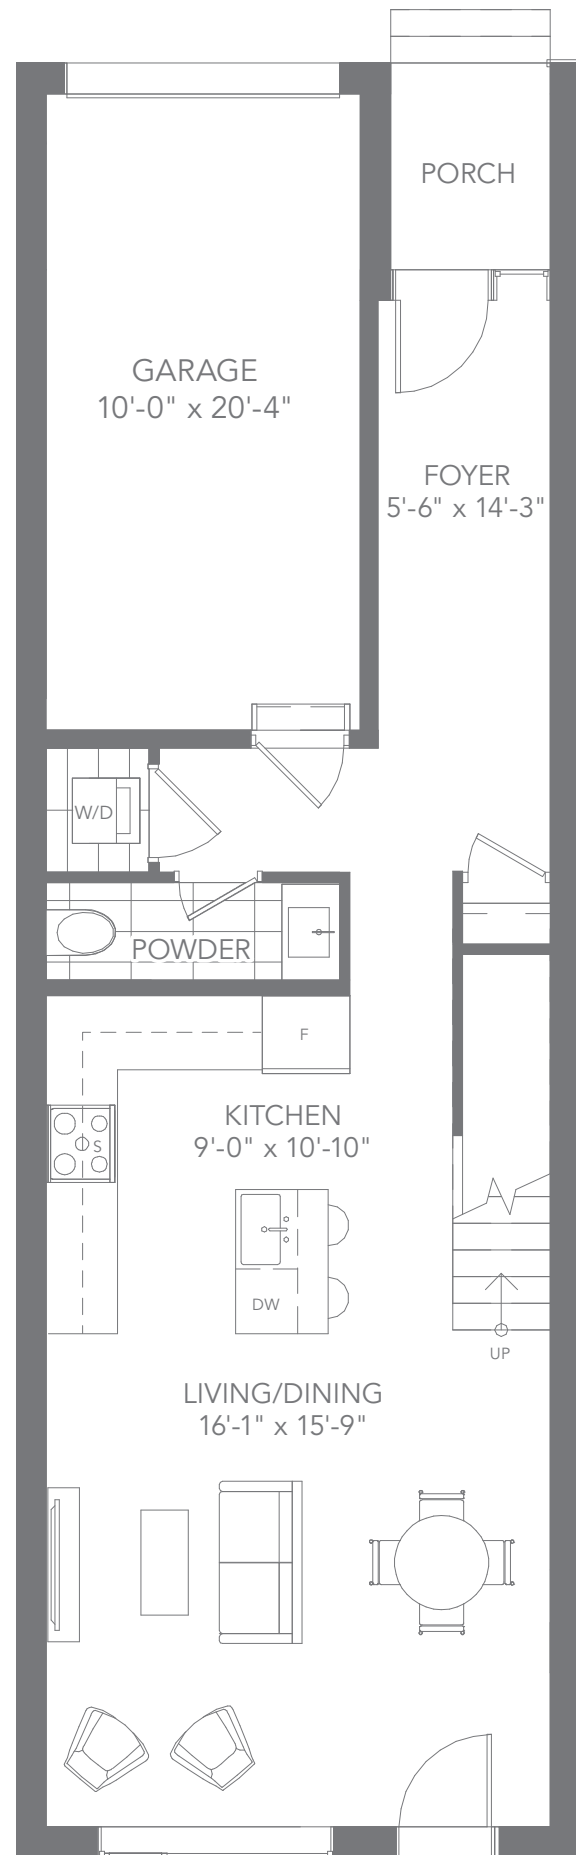 PORCH
GARAGE
10'-0" x 20'-4"
FOYER
5'-6" x 14'-3"
W/D
POWDER
F
KITCHEN
9'-0" x 10'-10"
S
DW
UP
LIVING/DINING
16'-1" x 15'-9"